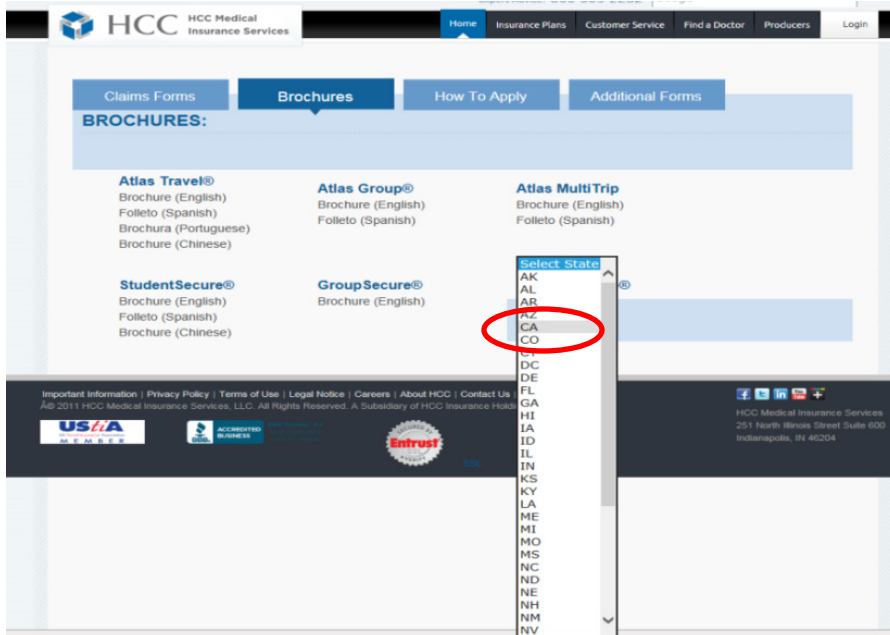 HCC HCC Medical
Insurance Services
Home Insurance Plans Customer Service Find a Doctor Producers Login
Claims Forms Brochures How To Apply Additional Forms
BROCHURES:
Atlas Travel®
Brochure (English)
Folleto (Spanish)
Brochura (Portuguese)
Brochure (Chinese)
Atlas Group®
Brochure (English)
Folleto (Spanish)
Atlas MultiTrip
Brochure (English)
Folleto (Spanish)
StudentSecure®
Brochure (English)
Folleto (Spanish)
Brochure (Chinese)
GroupSecure®
Brochure (English)
®
Select State
AK
AL
AR
AZ
CA
CO
CT
DC
DE
FL
GA
HI
IA
ID
IL
IN
KS
KY
LA
ME
MI
MO
MS
NC
ND
NE
NH
NM
NV
Important Information | Privacy Policy | Terms of Use | Legal Notice | Careers | About HCC | Contact Us |
Â© 2011 HCC Medical Insurance Services, LLC. All Rights Reserved. A Subsidiary of HCC Insurance Holdi
UStiA
MEMBER
BBB. ACCREDITED
BUSINESS
SECURED BY
Entrust
HCC Medical Insurance Services
251 North Illinois Street Suite 600
Indianapolis, IN 46204